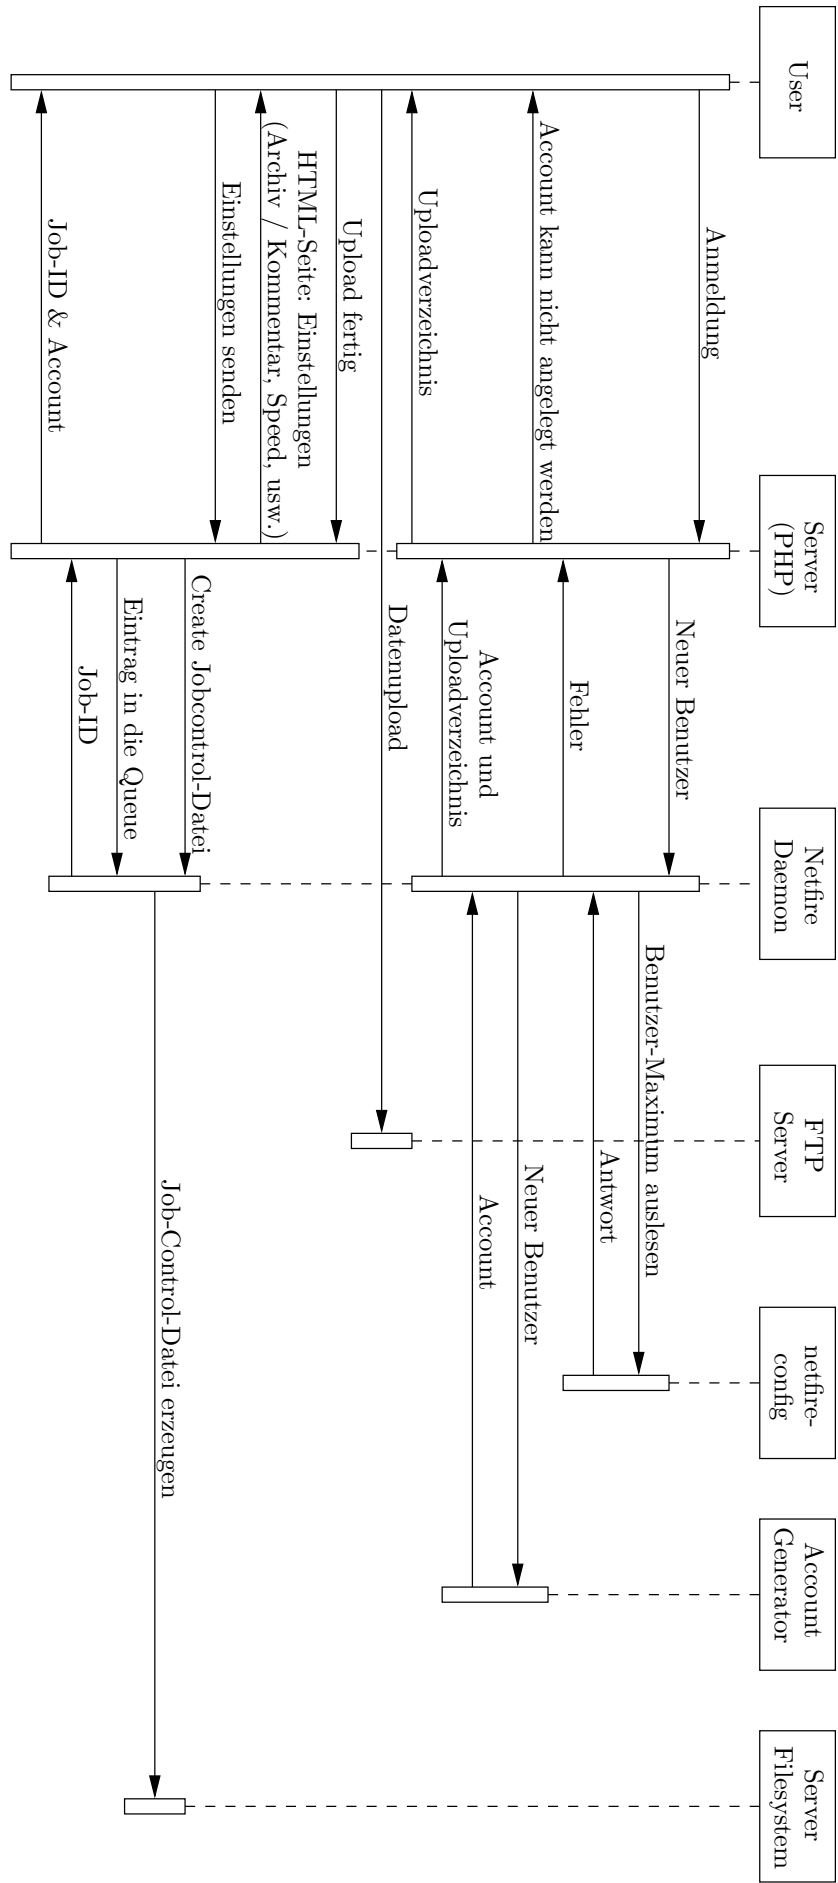 User
Server
(PHP)
Netfire
Daemon
FTP
Server
netfire-
config
Account
Generator
Server
Filesystem
Anmeldung
Neuer Benutzer
Benutzer-Maximum auslesen
Antwort
Fehler
Account kann nicht angelegt werden
Neuer Benutzer
Account
Account und
Uploadverzeichnis
Uploadverzeichnis
Datenupload
Upload fertig
HTML-Seite: Einstellungen
(Archiv / Kommentar, Speed, usw.)
Einstellungen senden
Create Jobcontrol-Datei
Job-Control-Datei erzeugen
Eintrag in die Queue
Job-ID
Job-ID & Account